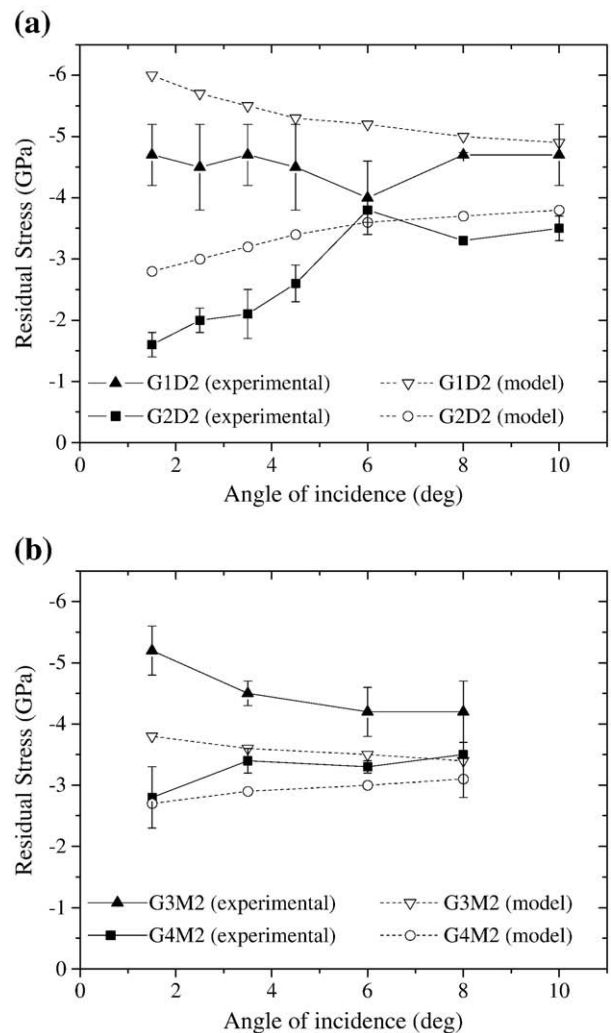 (a)
-6
-5
-4
-3
-2
-1
0
Residual Stress (GPa)
G1D2 (experimental) G1D2 (model)
G2D2 (experimental) G2D2 (model)
0 2 4 6 8 10
Angle of incidence (deg)
(b)
-6
-5
-4
-3
-2
-1
0
Residual Stress (GPa)
G3M2 (experimental) G3M2 (model)
G4M2 (experimental) G4M2 (model)
0 2 4 6 8 10
Angle of incidence (deg)